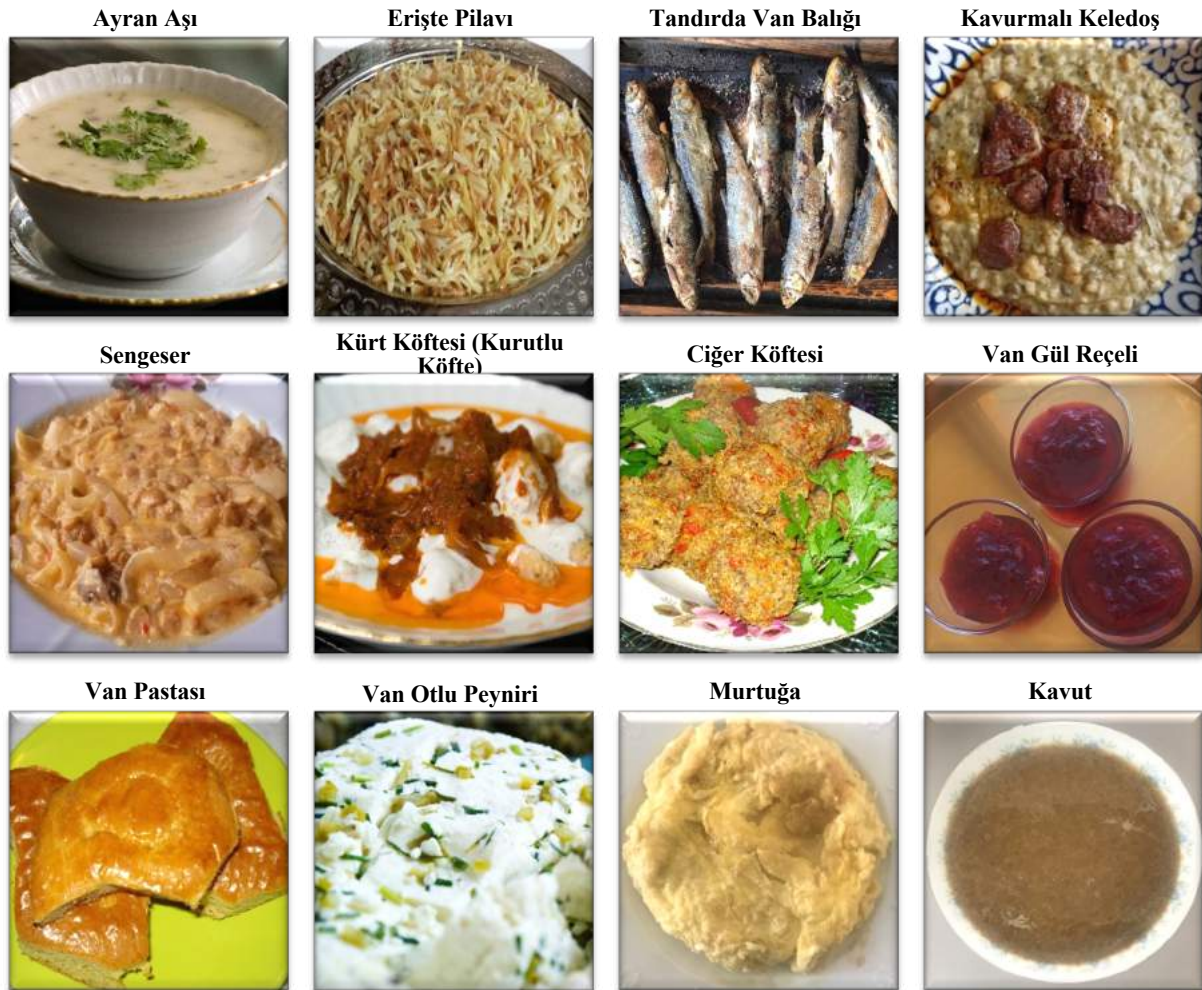 Ayran Aşı
Erişte Pilavı
Tandırda Van Balığı
Kavurmalı Keledoş
Sengeser
Kürt Köftesi (Kurutlu
Köfte)
Ciğer Köftesi
Van Gül Reçeli
Van Pastası
Van Otlu Peyniri
Murtuğa
Kavut